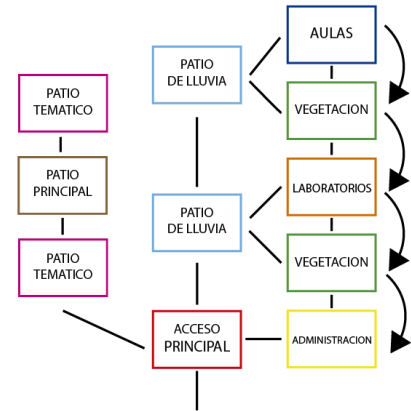 AULAS
PATIO
DE LLUVIA
PATIO
TEMATICO
VEGETACION
PATIO
PRINCIPAL
LABORATORIOS
PATIO
DE LLUVIA
PATIO
TEMATICO
VEGETACION
ACCESO
PRINCIPAL
ADMINISTRACION